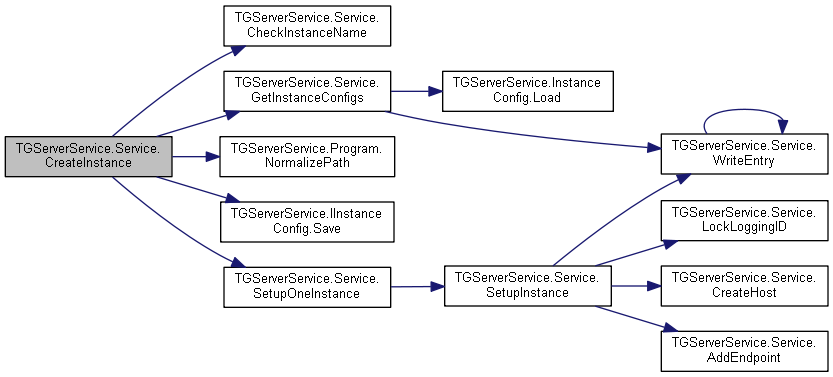 TGServerService.Service.
CheckInstanceName
TGServerService.Service.
GetInstanceConfigs
TGServerService.Instance
Config.Load
TGServerService.Service.
CreateInstance
TGServerService.Program.
NormalizePath
TGServerService.Service.
WriteEntry
TGServerService.IInstance
Config.Save
TGServerService.Service.
LockLoggingID
TGServerService.Service.
SetupOneInstance
TGServerService.Service.
SetupInstance
TGServerService.Service.
CreateHost
TGServerService.Service.
AddEndpoint